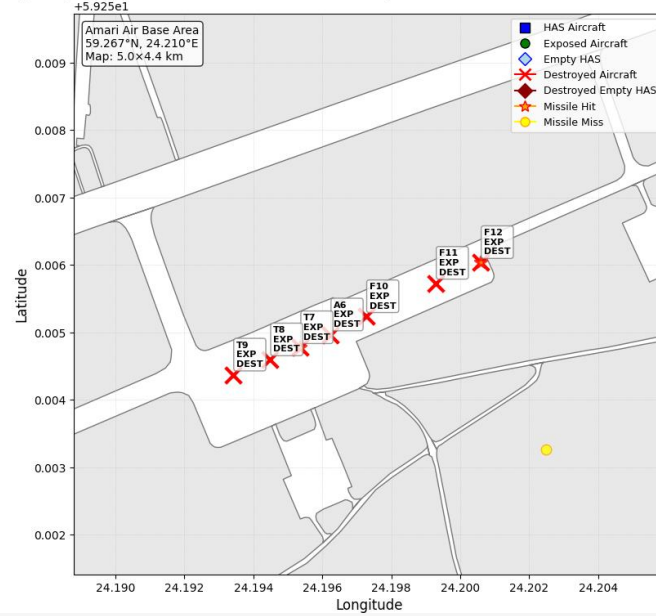 +5.925e1
Amari Air Base Area
59.267°N, 24.210°E
Map: 5.0×4.4 km
HAS Aircraft
Exposed Aircraft
Empty HAS
Destroyed Aircraft
Destroyed Empty HAS
Missile Hit
Missile Miss
0.009
0.008
0.007
0.006
0.005
0.004
0.003
0.002
Latitude
F12
EXP
DEST
F11
EXP
DEST
F10
EXP
DEST
A6
EXP
DEST
T7
EXP
DEST
T8
EXP
DEST
T9
EXP
DEST
24.190
24.192
24.194
24.196
24.198
24.200
24.202
24.204
Longitude